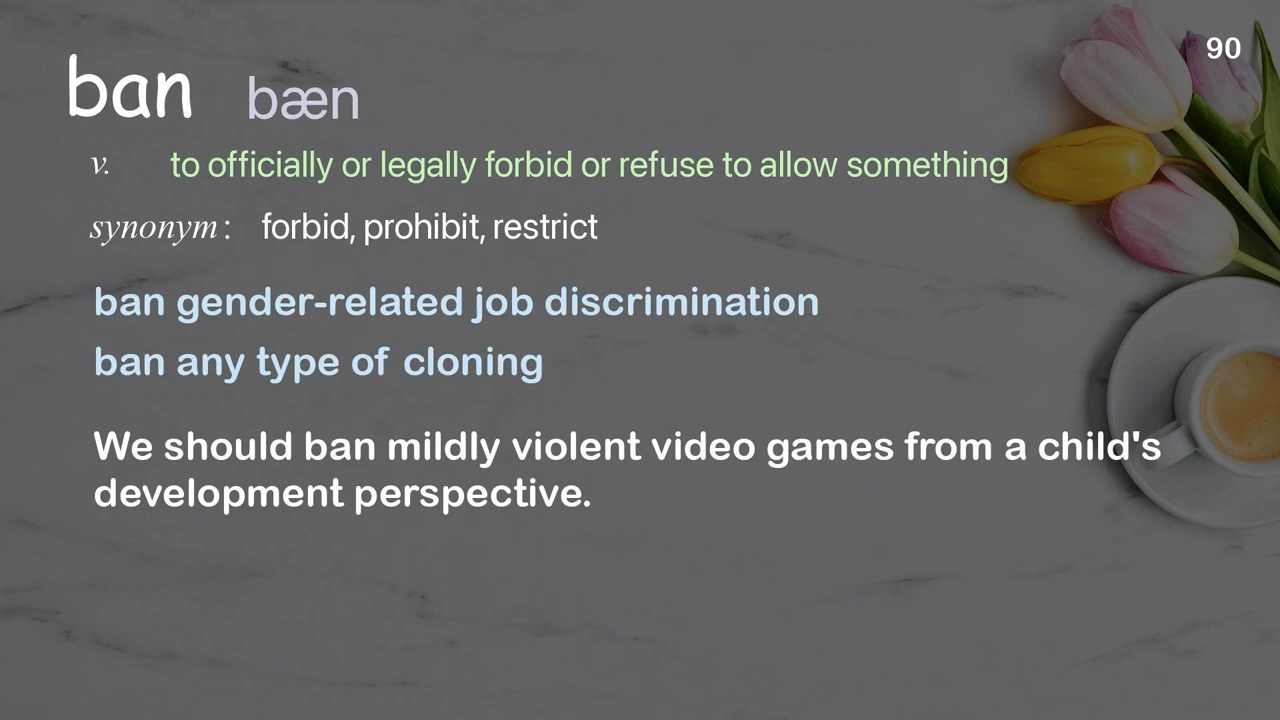 90
ban bæn
v. to officially or legally forbid or refuse to allow something
synonym : forbid, prohibit, restrict
ban gender-related job discrimination
ban any type of cloning
We should ban mildly violent video games from a child's
development perspective.